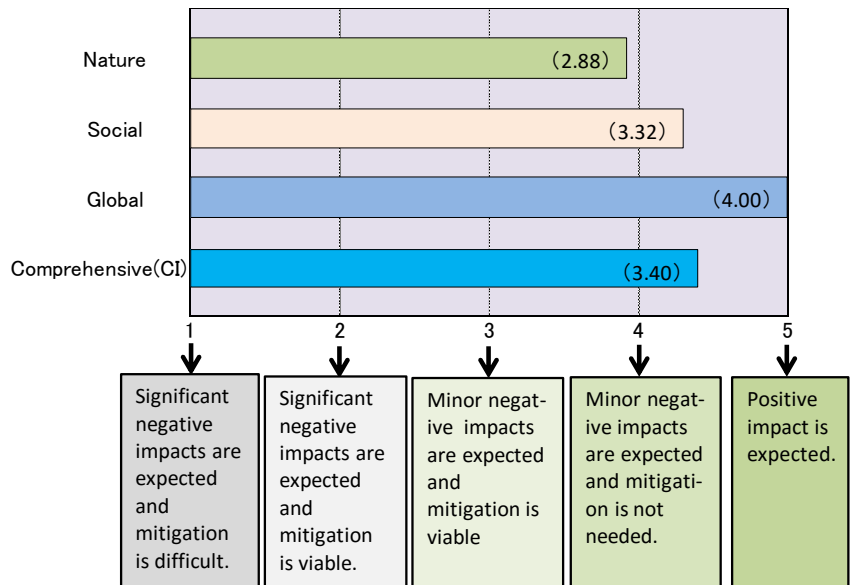 Nature
（2.88）
Social
（3.32）
Global
（4.00）
Comprehensive(CI)
（3.40）
1
2
3
4
5
Significant
negative
impacts are
expected
and
mitigation
is difficult.
Significant
negative
impacts are
expected
and
mitigation
is viable.
Minor negat-
ive impacts
are expected
and
mitigation is
viable
Minor negat-
ive impacts
are expected
and mitigati-
on is not
needed.
Positive
impact is
expected.